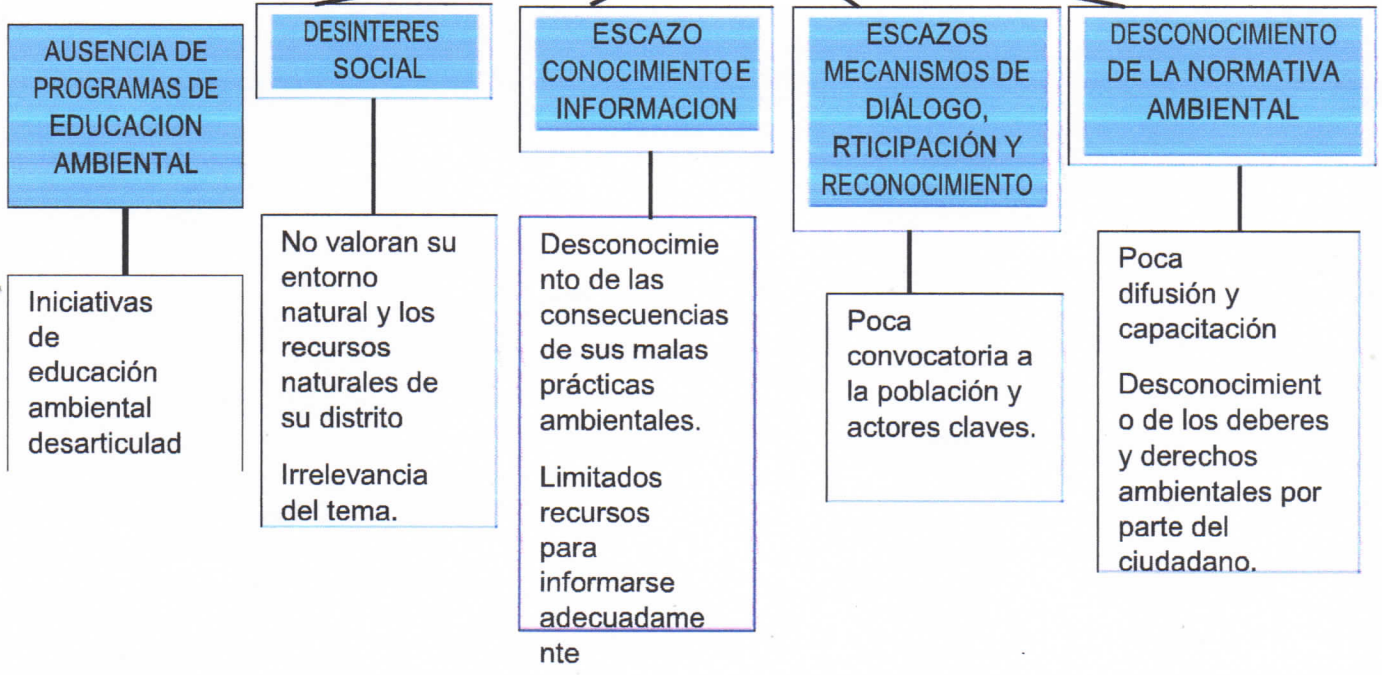 AUSENCIA DE
PROGRAMAS DE
EDUCACION
AMBIENTAL
Iniciativas
de
educación
ambiental
desarticulad
DESINTERES
SOCIAL
No valoran su
entorno
natural y los
recursos
naturales de
su distrito
Irrelevancia
del tema.
ESCAZO
CONOCIMIENTO E
INFORMACION
Desconocimie
nto de las
consecuencias
de sus malas
prácticas
ambientales.
Limitados
recursos
para
informarse
adecuadame
nte
ESCAZOS
MECANISMOS DE
DIÁLOGO,
RTICIPACIÓN Y
RECONOCIMIENTO
Poca
convocatoria a
la población y
actores claves.
DESCONOCIMIENTO
DE LA NORMATIVA
AMBIENTAL
Poca
difusión y
capacitación
Desconocimient
o de los deberes
y derechos
ambientales por
parte del
ciudadano.